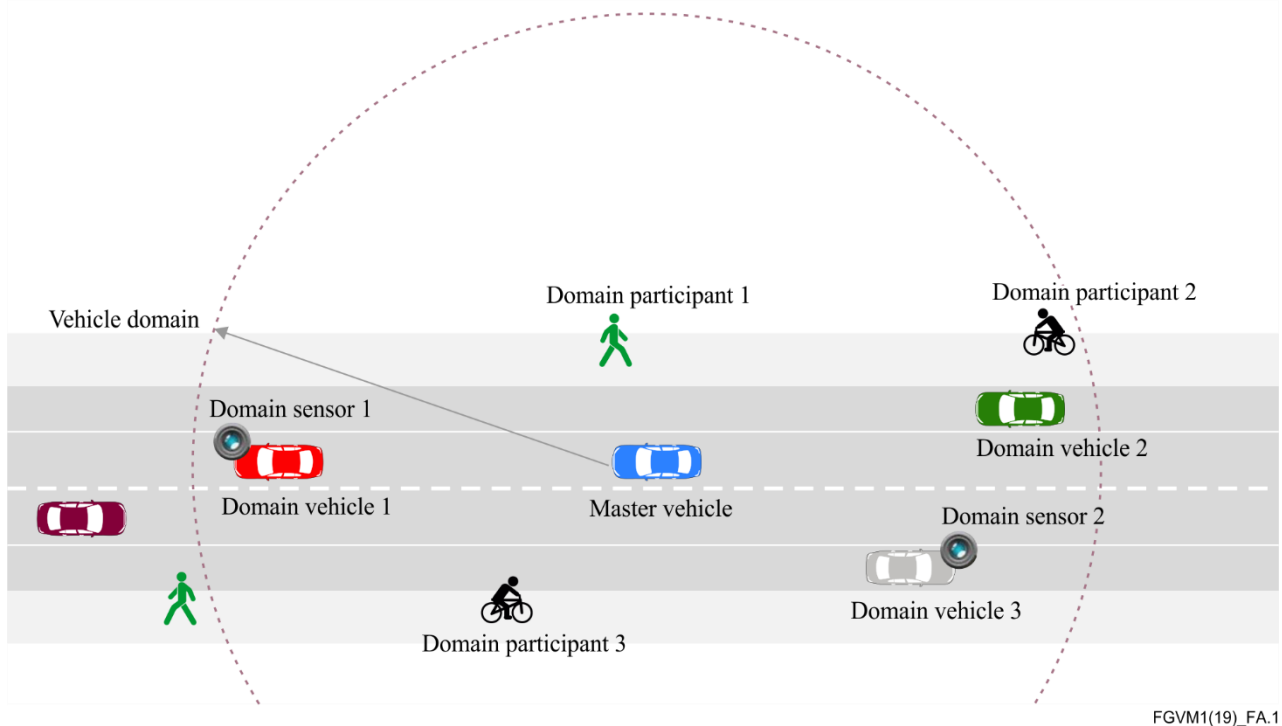 Domain participant 1
Domain participant 2
Vehicle domain
Domain sensor 1
Domain vehicle 2
Domain vehicle 1
Master vehicle
Domain sensor 2
Domain vehicle 3
Domain participant 3
FGVM1(19)_FA.1